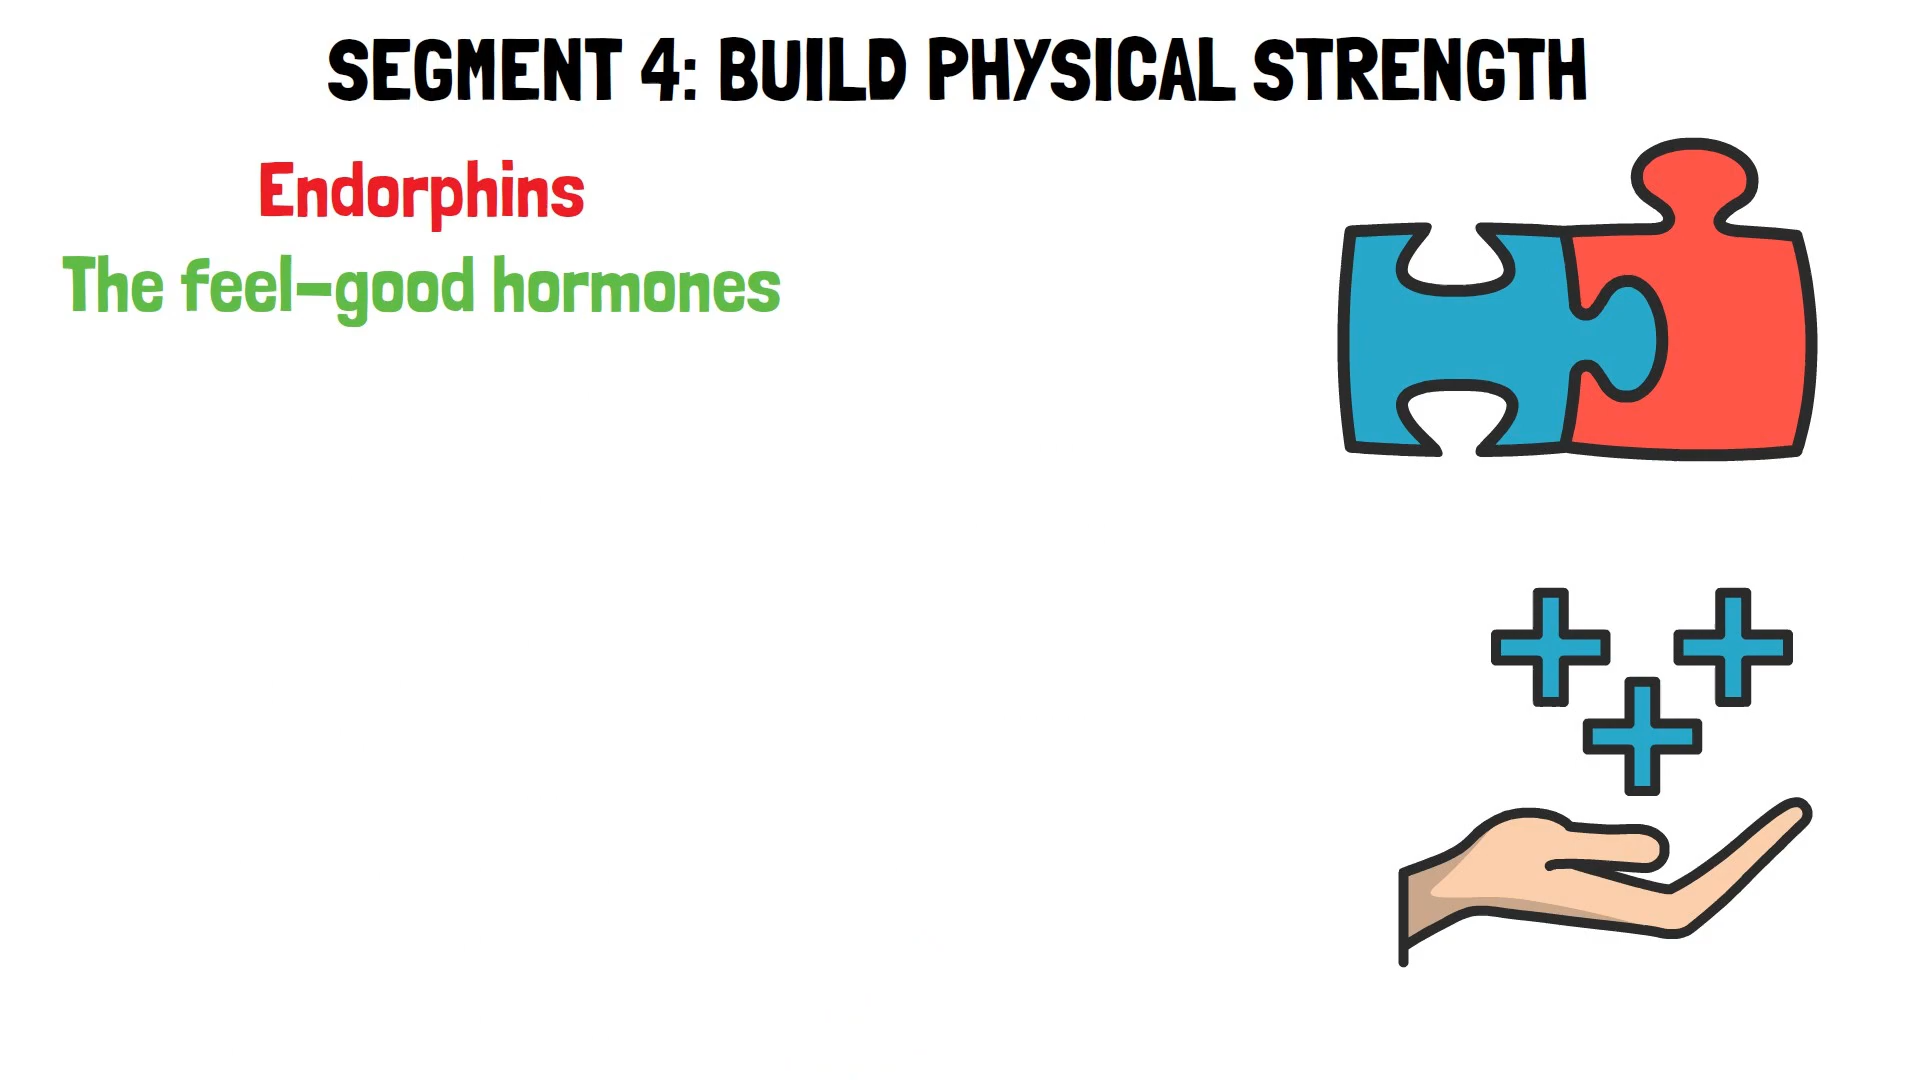 SEGMENT 4: BUILD PHYSICAL STRENGTH
Endorphins
The feel-good hormones